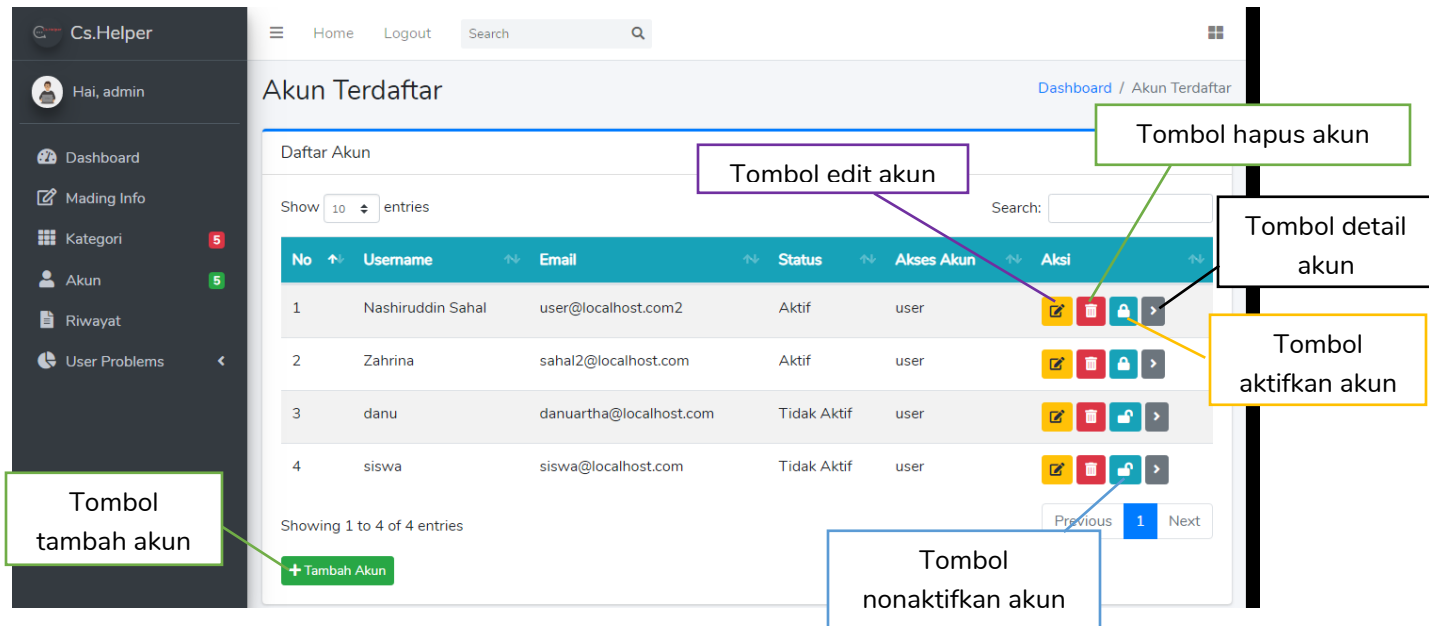 Cs.Helper
Home Logout Search
Hai, admin
Akun Terdaftar
Dashboard / Akun Terdaftar
Tombol hapus akun
Dashboard
Daftar Akun
Tombol edit akun
Mading Info
Show 10 entries
Search:
Tombol detail
akun
Kategori 5
No Username Email Status Akses Akun Aksi
Akun 5
1 Nashiruddin Sahal user@localhost.com2 Aktif user
Riwayat
Tombol
aktifkan akun
User Problems
2 Zahrina sahal2@localhost.com Aktif user
3 danu danuartha@localhost.com Tidak Aktif user
4 siswa siswa@localhost.com Tidak Aktif user
Tombol
tambah akun
Showing 1 to 4 of 4 entries
Previous 1 Next
Tombol
nonaktifkan akun
+ Tambah Akun